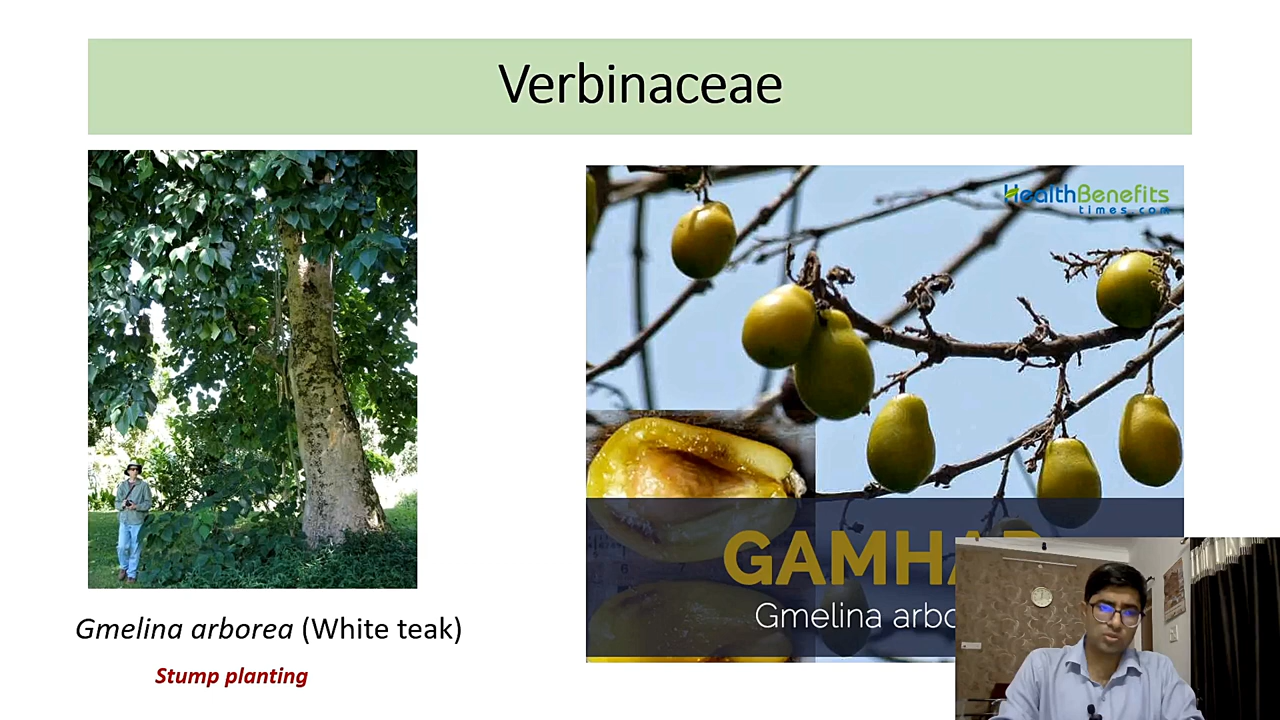 Verbinaceae
HealthBenefits
times.com
GAMHA
Gmelina arbo
Gmelina arborea (White teak)
Stump planting